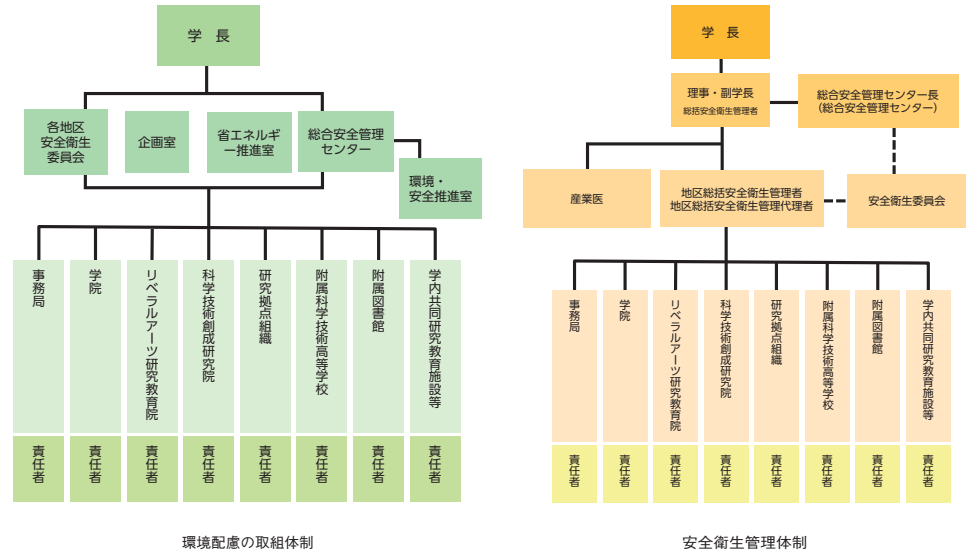 学 長
各地区
安全衛生
委員会
企画室
省エネルギ
ー推進室
総合安全管理
センター
環境・
安全推進室
事務局
学院
リベラルアーツ研究教育院
科学技術創成研究院
研究拠点組織
附属科学技術高等学校
附属図書館
学内共同研究教育施設等
責任者
責任者
責任者
責任者
責任者
責任者
責任者
責任者
環境配慮の取組体制
学 長
理事・副学長
総括安全衛生管理者
総合安全管理センター長
(総合安全管理センター)
産業医
地区総括安全衛生管理者
地区総括安全衛生管理代理者
安全衛生委員会
事務局
学院
リベラルアーツ研究教育院
科学技術創成研究院
研究拠点組織
附属科学技術高等学校
附属図書館
学内共同研究教育施設等
責任者
責任者
責任者
責任者
責任者
責任者
責任者
責任者
安全衛生管理体制